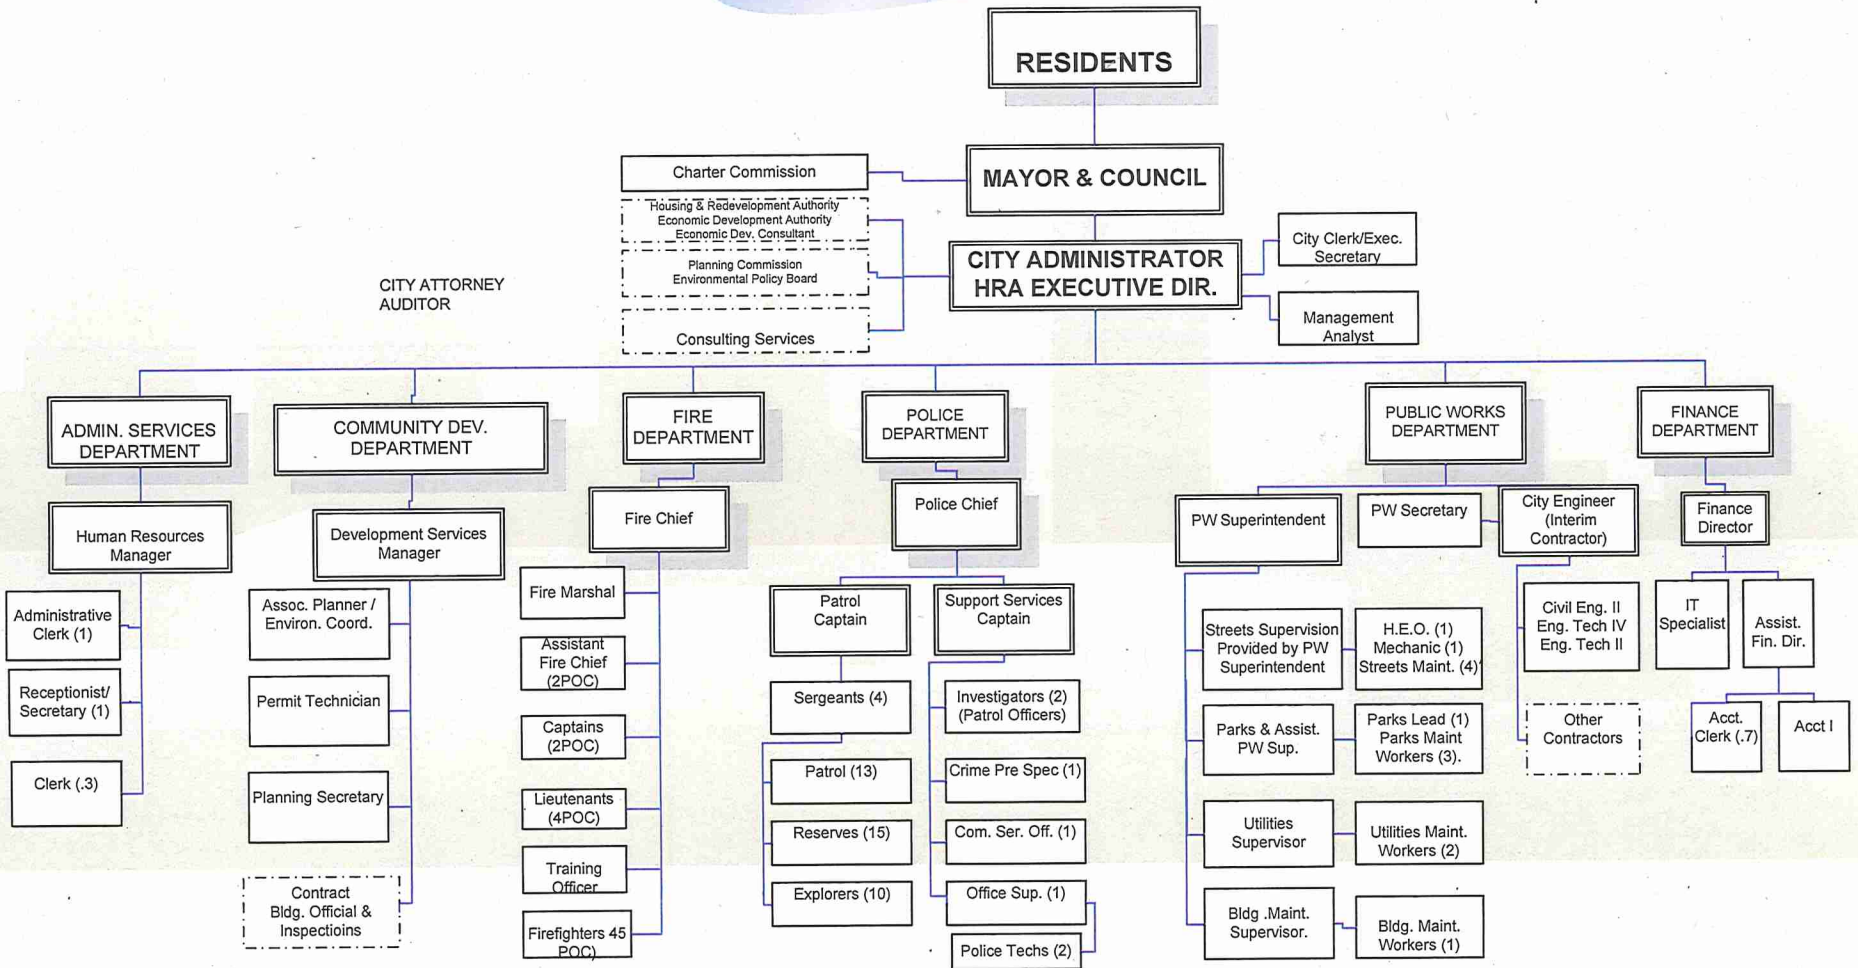 RESIDENTS
MAYOR & COUNCIL
Charter Commission
Housing & Redevelopment Authority
Economic Development Authority
Economic Dev. Consultant
Planning Commission
Environmental Policy Board
Consulting Services
CITY ADMINISTRATOR
HRA EXECUTIVE DIR.
City Clerk/Exec.
Secretary
Management
Analyst
CITY ATTORNEY
AUDITOR
ADMIN. SERVICES
DEPARTMENT
COMMUNITY DEV.
DEPARTMENT
FIRE
DEPARTMENT
POLICE
DEPARTMENT
PUBLIC WORKS
DEPARTMENT
FINANCE
DEPARTMENT
Human Resources
Manager
Administrative
Clerk (1)
Receptionist/
Secretary (1)
Clerk (.3)
Development Services
Manager
Assoc. Planner /
Environ. Coord.
Permit Technician
Planning Secretary
Contract
Bldg. Official &
Inspectioins
Fire Chief
Fire Marshal
Assistant
Fire Chief
(2POC)
Captains
(2POC)
Lieutenants
(4POC)
Training
Officer
Firefighters 45
POC)
Police Chief
Patrol
Captain
Sergeants (4)
Patrol (13)
Reserves (15)
Explorers (10)
Support Services
Captain
Investigators (2)
(Patrol Officers)
Crime Pre Spec (1)
Com. Ser. Off. (1)
Office Sup. (1)
Police Techs (2)
PW Superintendent
PW Secretary
City Engineer
(Interim
Contractor)
Streets Supervision
Provided by PW
Superintendent
H.E.O. (1)
Mechanic (1)
Streets Maint. (4)
Parks & Assist.
PW Sup.
Parks Lead (1)
Parks Maint
Workers (3).
Utilities
Supervisor
Utilities Maint.
Workers (2)
Bldg .Maint.
Supervisor.
Bldg. Maint.
Workers (1)
Civil Eng. II
Eng. Tech IV
Eng. Tech II
Other
Contractors
Finance
Director
IT
Specialist
Assist.
Fin. Dir.
Acct.
Clerk (.7)
Acct I